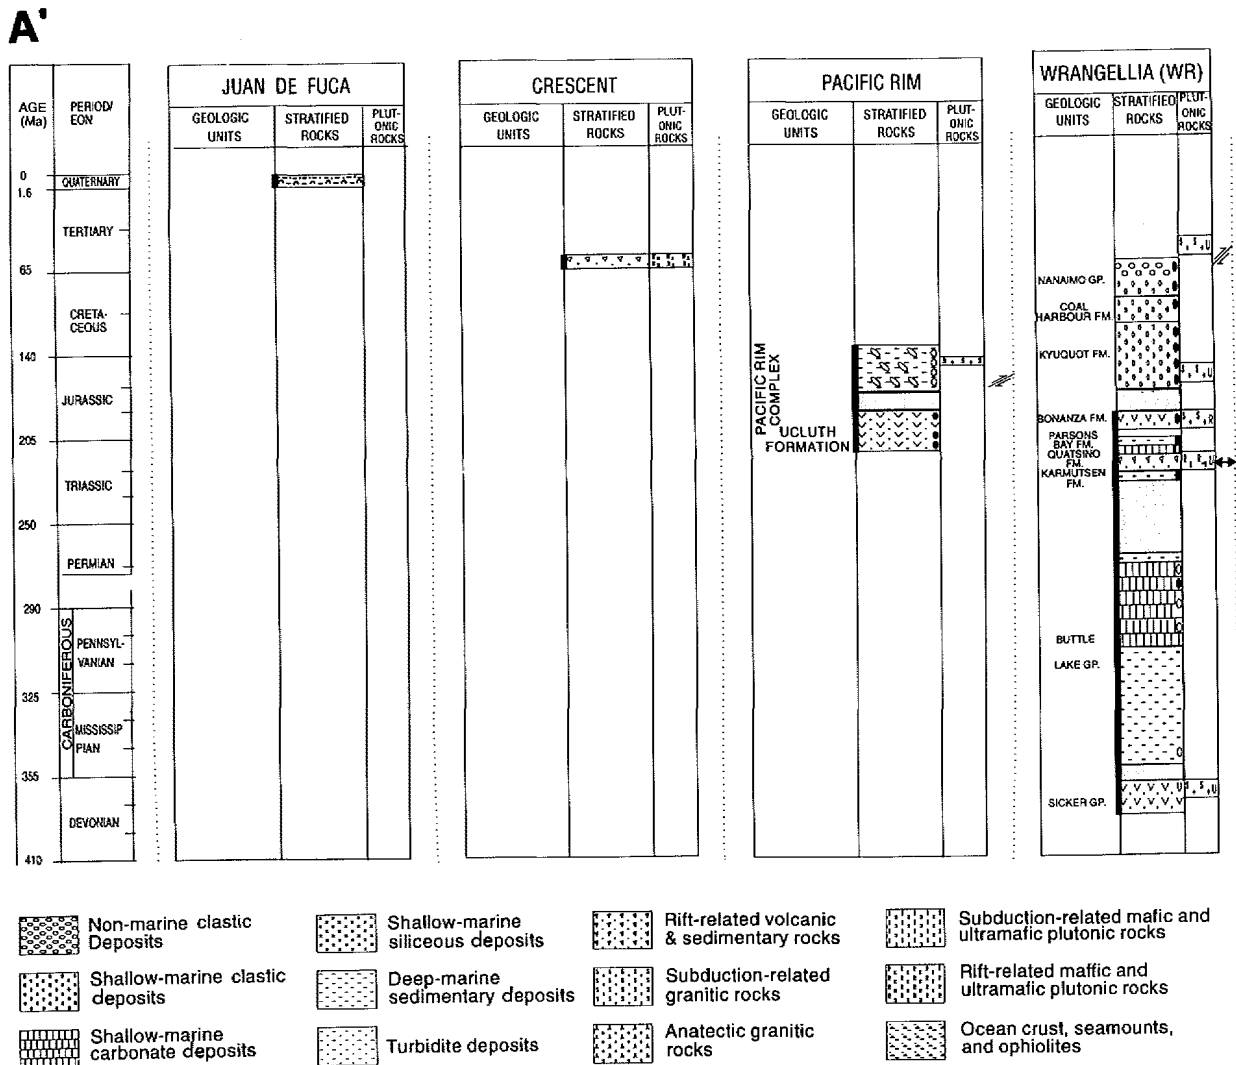 A'
AGE
(Ma)
PERIOD/
EON
0
QUATERNARY
1.6
TERTIARY
65
CRETA-
CEOUS
140
JURASSIC
205
TRIASSIC
250
PERMIAN
290
CARBONIFEROUS
PENNSYL-
VANIAN
325
MISSISSIP
PIAN
355
DEVONIAN
410
JUAN DE FUCA
GEOLOGIC
UNITS
STRATIFIED
ROCKS
PLUT-
ONIC
ROCKS
CRESCENT
GEOLOGIC
UNITS
STRATIFIED
ROCKS
PLUT-
ONIC
ROCKS
PACIFIC RIM
GEOLOGIC
UNITS
STRATIFIED
ROCKS
PLUT-
ONIC
ROCKS
PACIFIC RIM
COMPLEX
UCLUTH
FORMATION
WRANGELLIA (WR)
GEOLOGIC
UNITS
STRATIFIED
ROCKS
PLUT-
ONIC
ROCKS
NANAIMO GP.
COAL
HARBOUR FM.
KYUQUOT FM.
BONANZA FM.
PARSONS
BAY FM.
QUATSINO
FM.
KARMUTSEN
FM.
BUTTLE
LAKE GP.
SICKER GP.
Non-marine clastic
Deposits
Shallow-marine clastic
deposits
Shallow-marine
carbonate deposits
Shallow-marine
siliceous deposits
Deep-marine
sedimentary deposits
Turbidite deposits
Rift-related volcanic
& sedimentary rocks
Subduction-related
granitic rocks
Anatectic granitic
rocks
Subduction-related mafic and
ultramafic plutonic rocks
Rift-related maffic and
ultramafic plutonic rocks
Ocean crust, seamounts,
and ophiolites